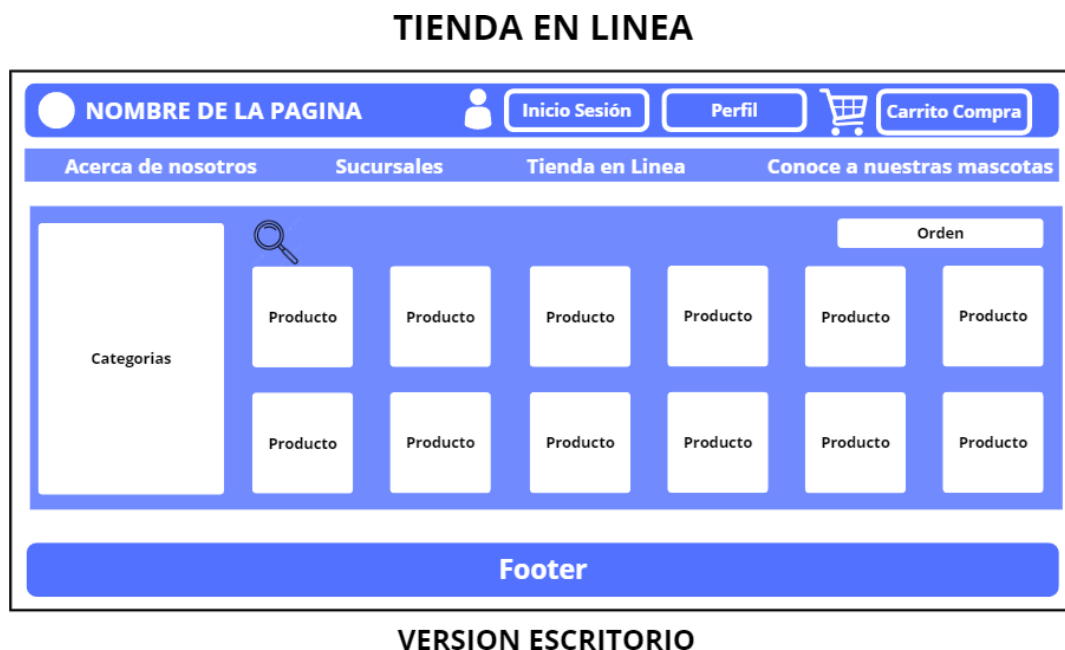 TIENDA EN LINEA
NOMBRE DE LA PAGINA
Inicio Sesión
Perfil
Carrito Compra
Acerca de nosotros
Sucursales
Tienda en Linea
Conoce a nuestras mascotas
Orden
Categorias
Producto
Producto
Producto
Producto
Producto
Producto
Producto
Producto
Producto
Producto
Producto
Producto
Footer
VERSION ESCRITORIO